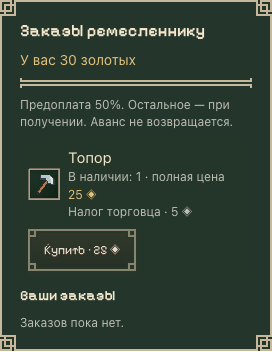 Заказы ремесленнику
У вас 30 золотых
Предоплата 50%. Остальное — при
получении. Аванс не возвращается.
Топор
В наличии: 1 · полная цена
25 ◈
Налог торговца · 5 ◈
Купить · 25 ◈
Ваши заказы
Заказов пока нет.